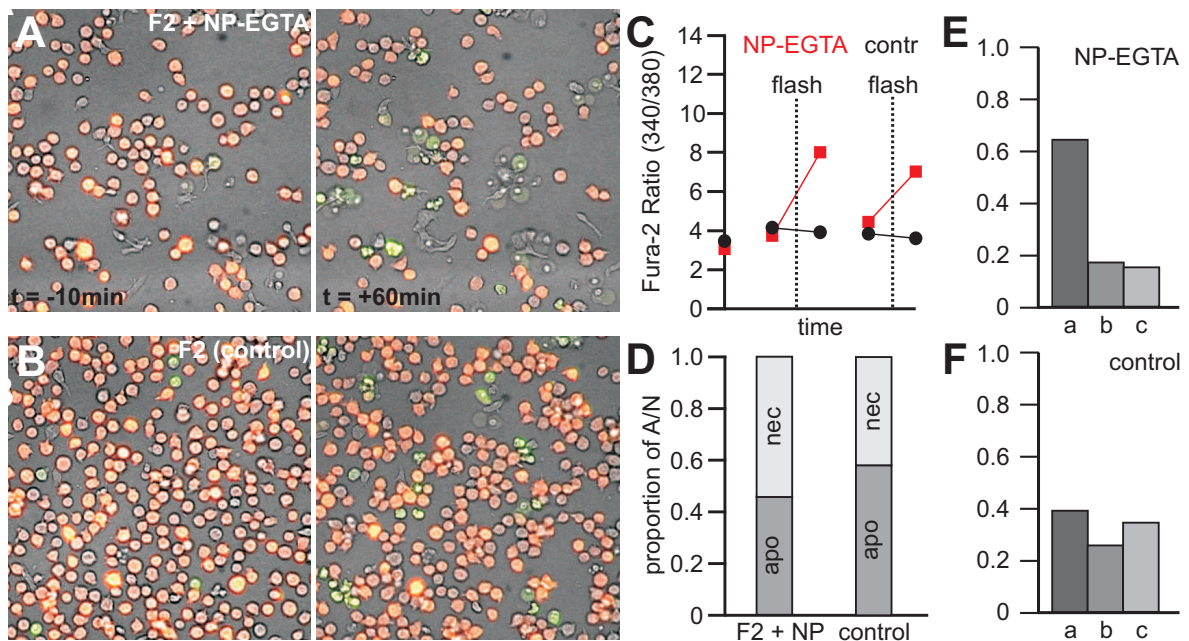 A
F2 + NP-EGTA
t = -10min
t = +60min
B
F2 (control)
C
NP-EGTA contr
flash flash
Fura-2 Ratio (340/380)
14
12
10
8
6
4
2
0
time
D
proportion of A/N
1.0
0.8
0.6
0.4
0.2
0
nec nec
apo apo
F2 + NP control
E
NP-EGTA
1.0
0.8
0.6
0.4
0.2
0
a b c
F
control
1.0
0.8
0.6
0.4
0.2
0
a b c